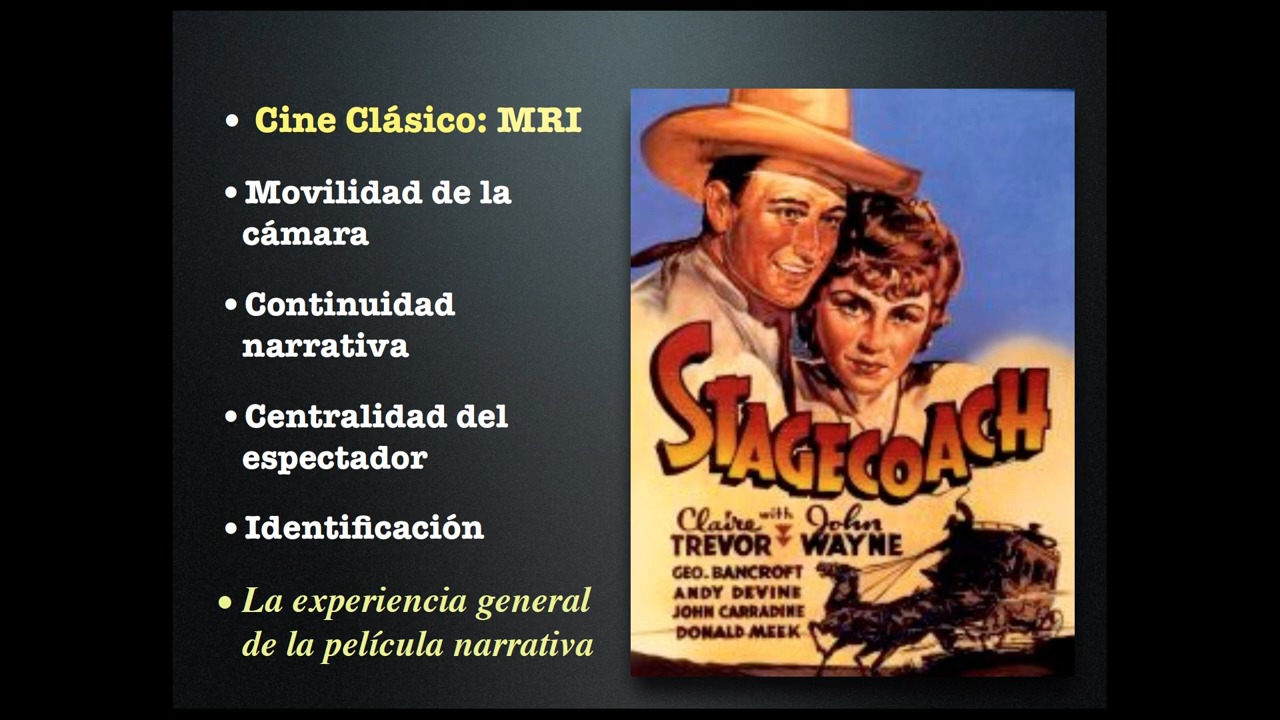 • Cine Clásico: MRI
• Movilidad de la
cámara
• Continuidad
narrativa
• Centralidad del
espectador
• Identificación
• La experiencia general
de la película narrativa
STAGECOACH
Claire with John
TREVOR WAYNE
GEO. BANCROFT
ANDY DEVINE
JOHN CARRADINE
DONALD MEEK